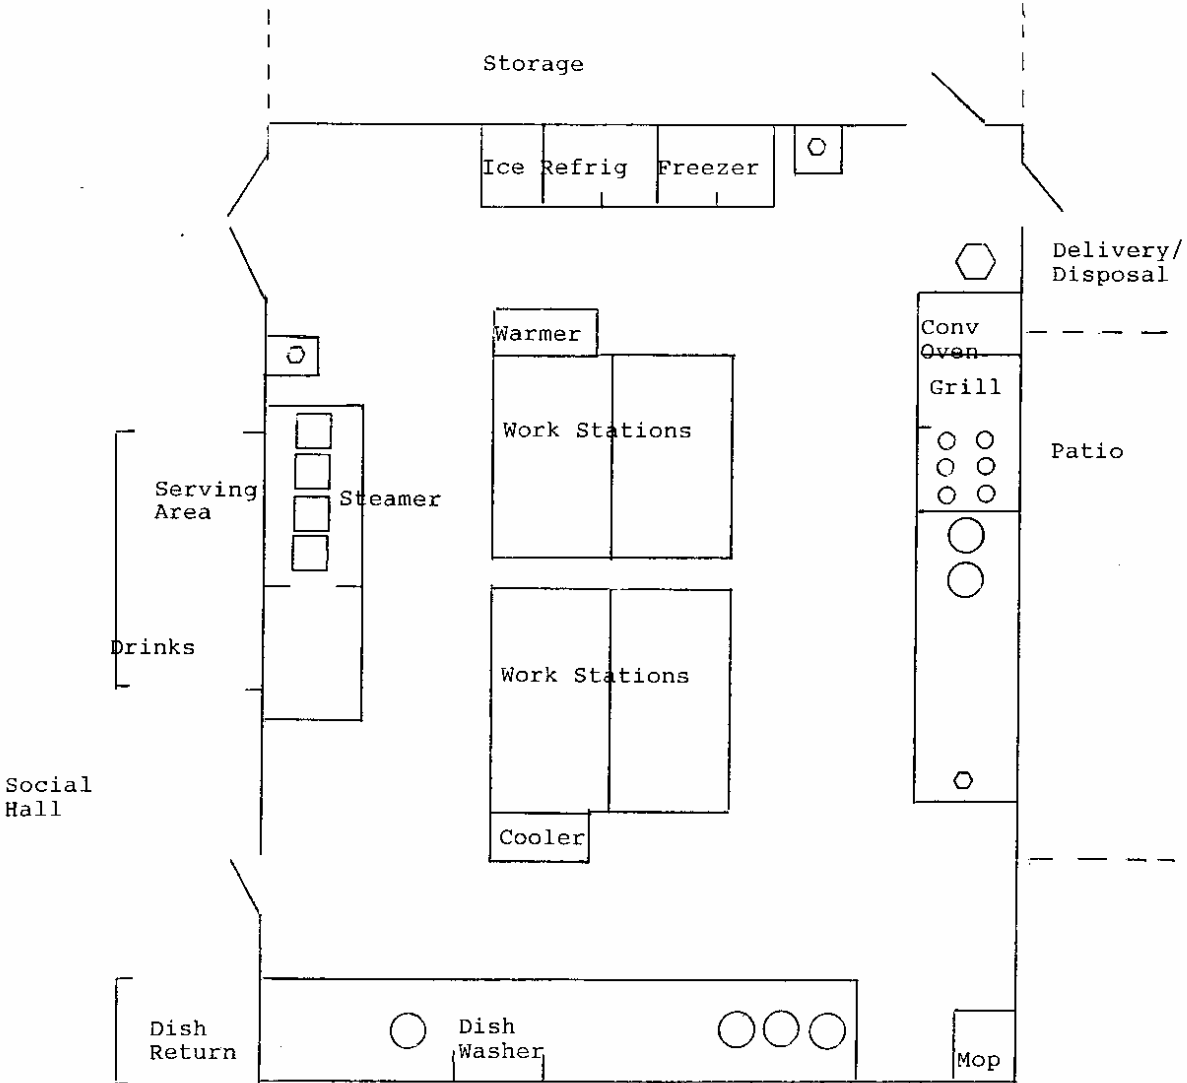 Storage
Ice Refrig Freezer
Delivery/
Disposal
Warmer
Conv
Oven
Grill
Work Stations
Patio
Serving
Area
Steamer
Drinks
Work Stations
Social
Hall
Cooler
Dish
Return
Dish
Washer
Mop